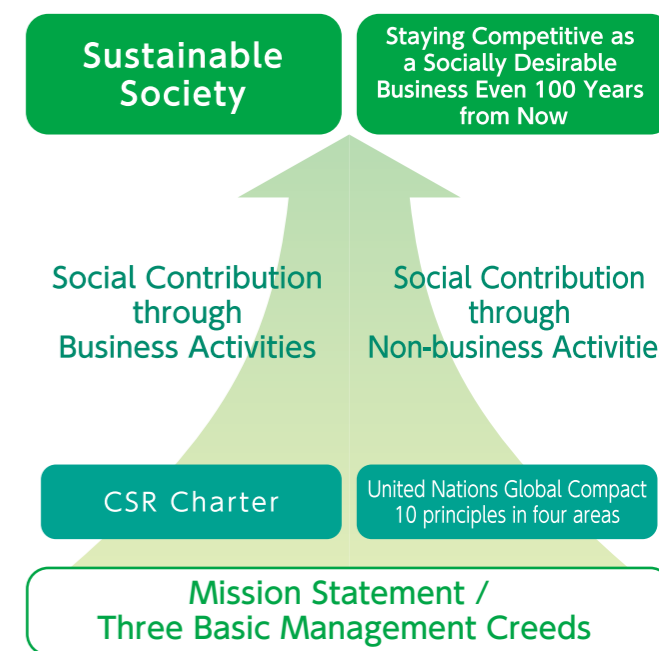 Sustainable
Society
Staying Competitive as
a Socially Desirable
Business Even 100 Years
from Now
Social Contribution
through
Business Activities
Social Contribution
through
Non-business Activitie
CSR Charter
United Nations Global Compact
10 principles in four areas
Mission Statement /
Three Basic Management Creeds